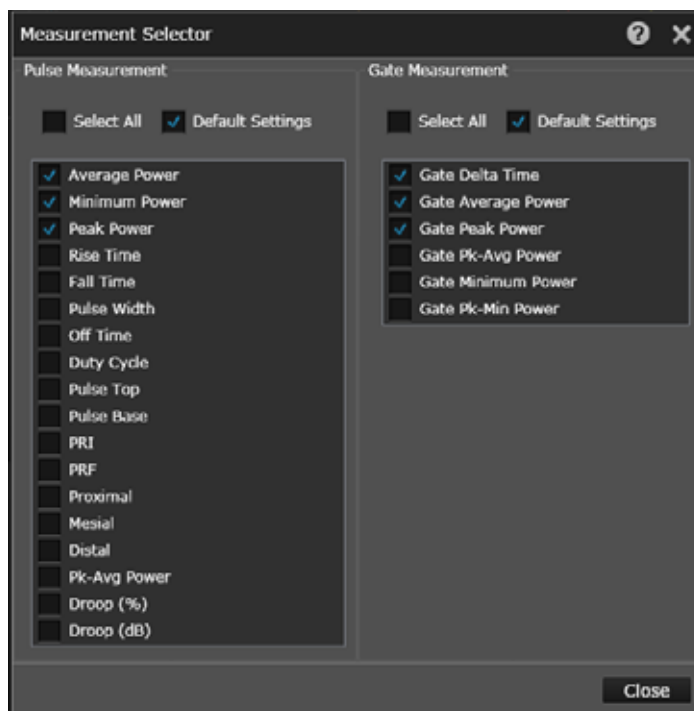 Measurement Selector
Pulse Measurement
Select All Default Settings
Average Power
Minimum Power
Peak Power
Rise Time
Fall Time
Pulse Width
Off Time
Duty Cycle
Pulse Top
Pulse Base
PRI
PRF
Proximal
Mesial
Distal
Pk-Avg Power
Droop (%)
Droop (dB)
Gate Measurement
Select All Default Settings
Gate Delta Time
Gate Average Power
Gate Peak Power
Gate Pk-Avg Power
Gate Minimum Power
Gate Pk-Min Power
Close